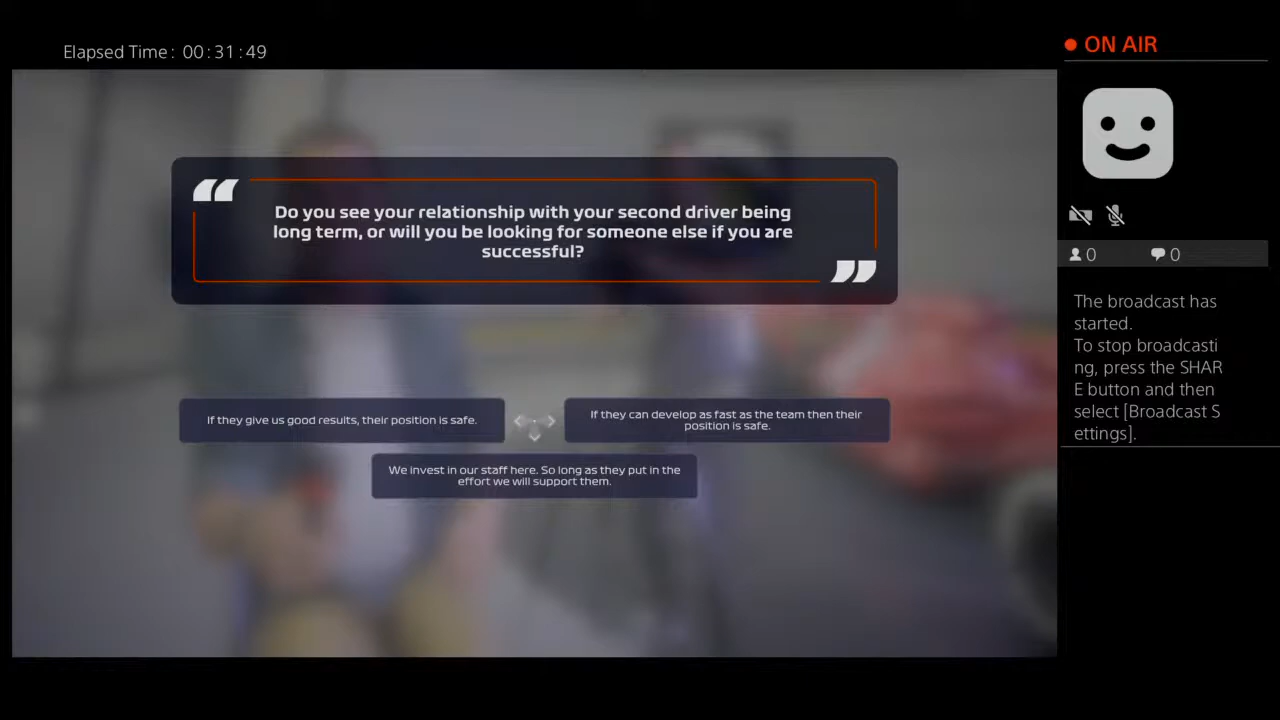 Elapsed Time: 00:31:49
ON AIR
Do you see your relationship with your second driver being
long term, or will you be looking for someone else if you are
successful?
0 0
The broadcast has
started.
To stop broadcasti
ng, press the SHAR
E button and then
select [Broadcast S
ettings].
If they give us good results, their position is safe.
If they can develop as fast as the team then their
position is safe.
We invest in our staff here. So long as they put in the
effort we will support them.